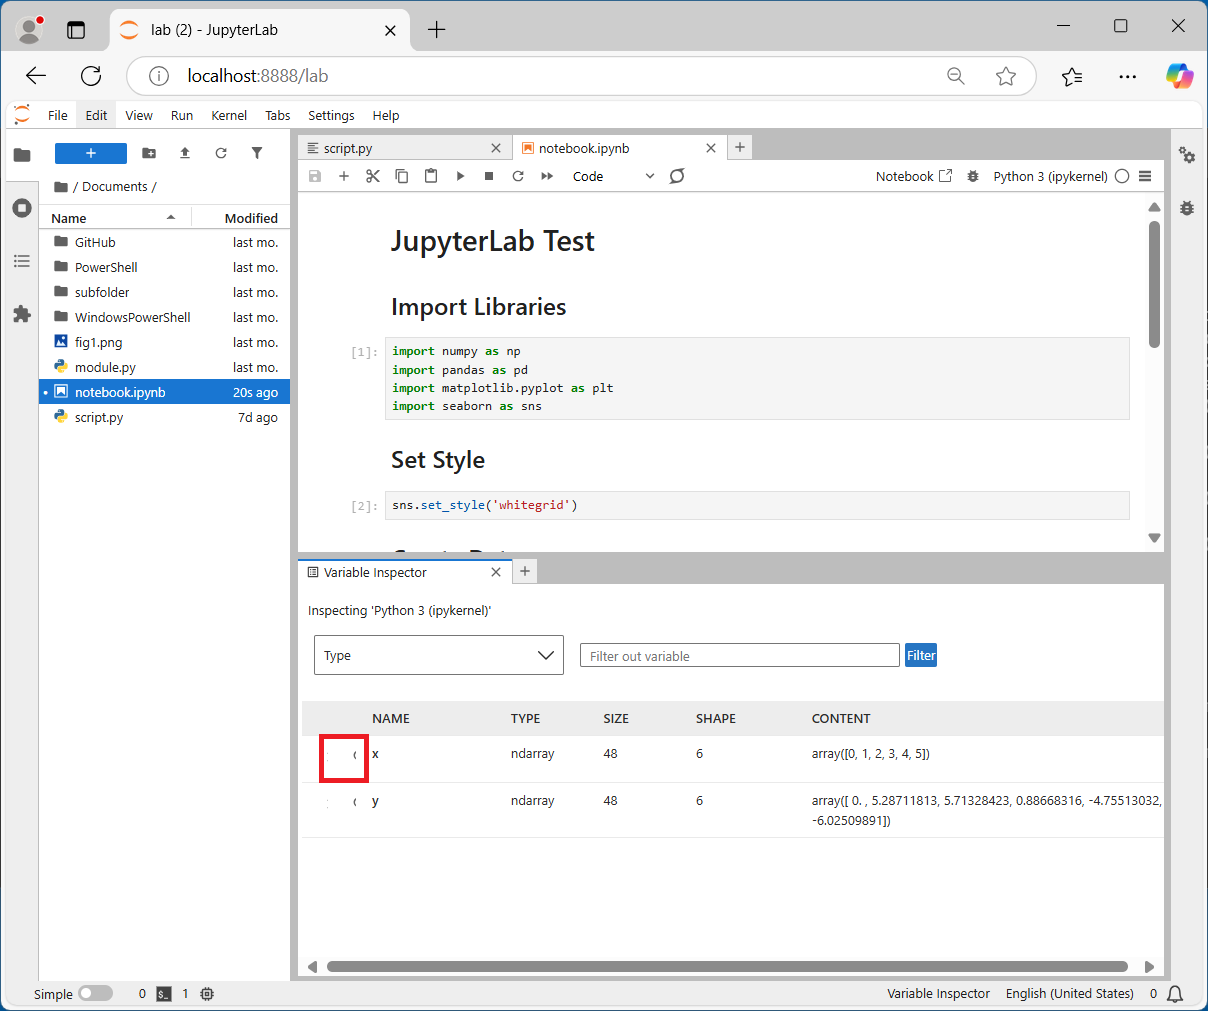 lab (2) - JupyterLab
localhost:8888/lab
File Edit View Run Kernel Tabs Settings Help
/ Documents /
Name Modified
GitHub last mo.
PowerShell last mo.
subfolder last mo.
WindowsPowerShell last mo.
fig1.png last mo.
module.py last mo.
notebook.ipynb 20s ago
script.py 7d ago
script.py notebook.ipynb
Code Notebook Python 3 (ipykernel)
JupyterLab Test
Import Libraries
[1]: import numpy as np
import pandas as pd
import matplotlib.pyplot as plt
import seaborn as sns
Set Style
[2]: sns.set_style('whitegrid')
Variable Inspector
Inspecting 'Python 3 (ipykernel)'
Type Filter out variable Filter
NAME TYPE SIZE SHAPE CONTENT
x ndarray 48 6 array([0, 1, 2, 3, 4, 5])
y ndarray 48 6 array([ 0. , 5.28711813, 5.71328423, 0.88668316, -4.75513032,
-6.02509891])
Simple 0 1 Variable Inspector English (United States) 0